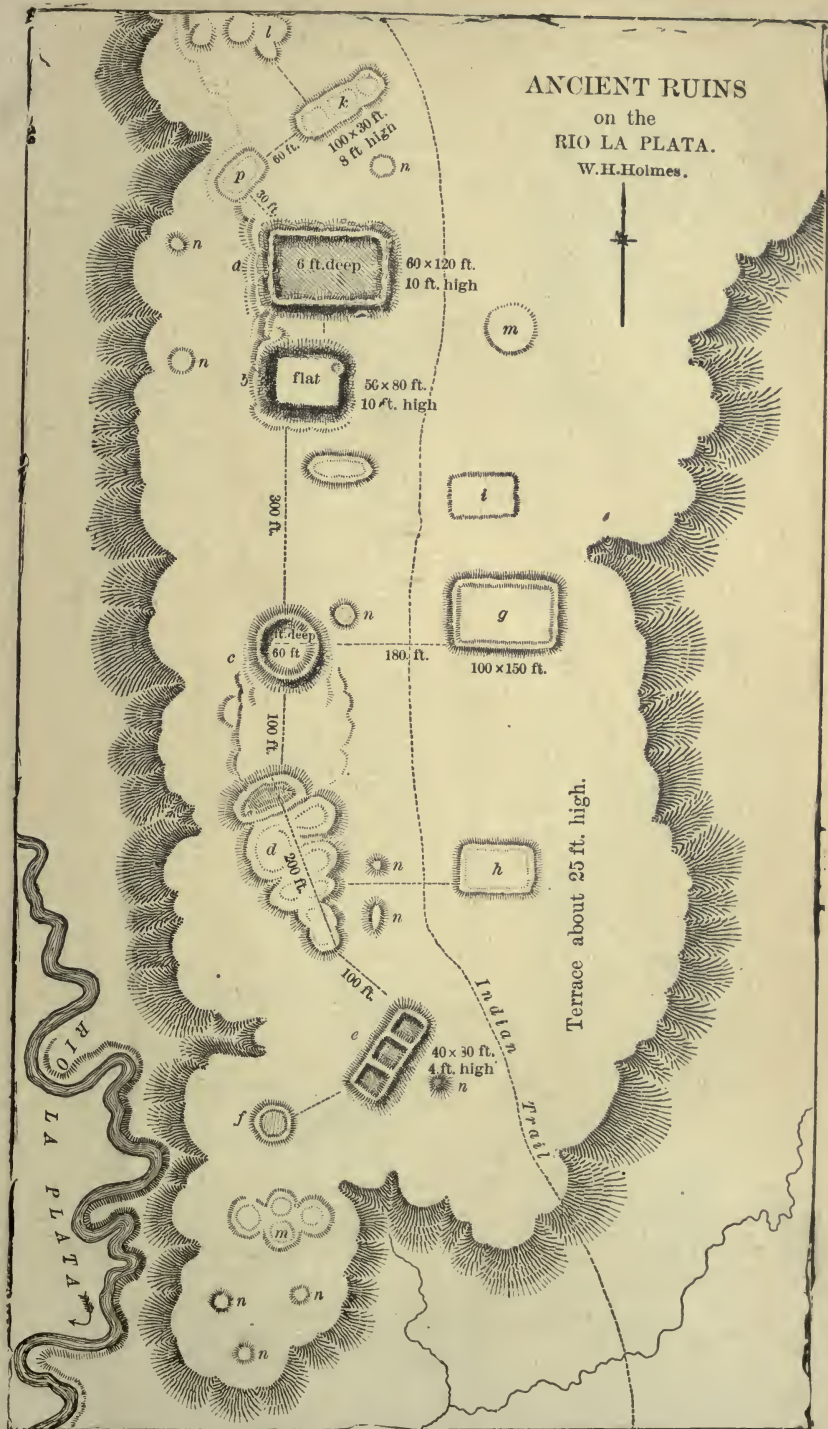 ANCIENT RUINS
on the
RIO LA PLATA.
W.H.Holmes.
l
k
100 x 30 ft.
8 ft high
60 ft.
n
p
30 ft.
n
6 ft. deep
60 x 120 ft.
10 ft. high
m
n
flat
56 x 80 ft.
10 ft. high
300 ft.
i
n
g
ft. deep
60 ft
c
180 ft.
100 x 150 ft.
100 ft.
d
200 ft.
n
h
n
Terrace about 25 ft. high.
100 ft.
Indian
Trail
e
40 x 30 ft.
4 ft. high
n
f
RIO
LA PLATA
m
n
n
n